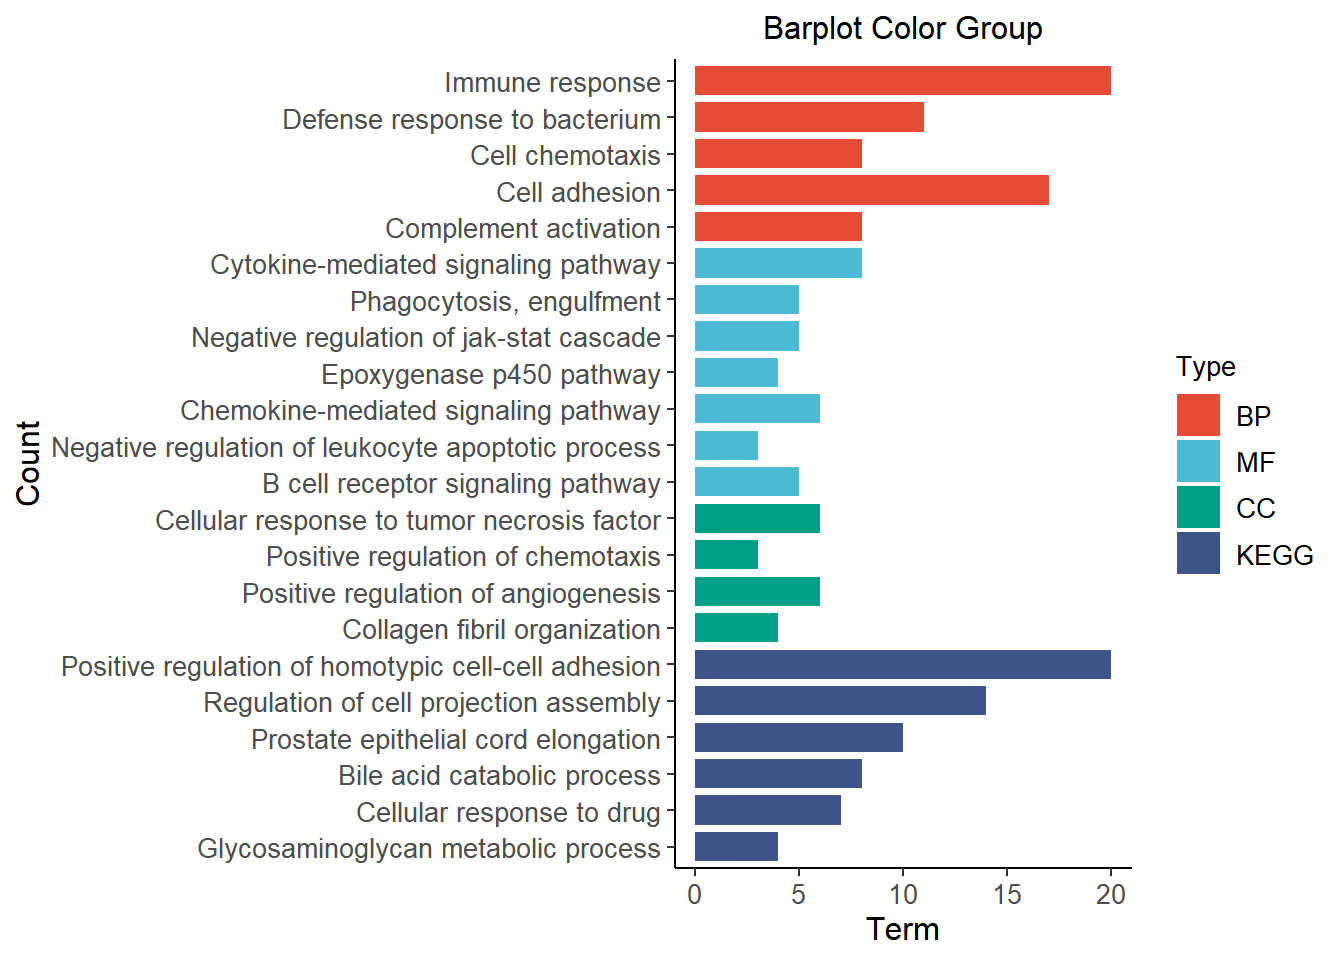 Barplot Color Group
Immune response
Defense response to bacterium
Cell chemotaxis
Cell adhesion
Complement activation
Cytokine-mediated signaling pathway
Phagocytosis, engulfment
Negative regulation of jak-stat cascade
Epoxygenase p450 pathway
Chemokine-mediated signaling pathway
Negative regulation of leukocyte apoptotic process
B cell receptor signaling pathway
Cellular response to tumor necrosis factor
Positive regulation of chemotaxis
Positive regulation of angiogenesis
Collagen fibril organization
Positive regulation of homotypic cell-cell adhesion
Regulation of cell projection assembly
Prostate epithelial cord elongation
Bile acid catabolic process
Cellular response to drug
Glycosaminoglycan metabolic process
Count
0 5 10 15 20
Term
Type
BP
MF
CC
KEGG